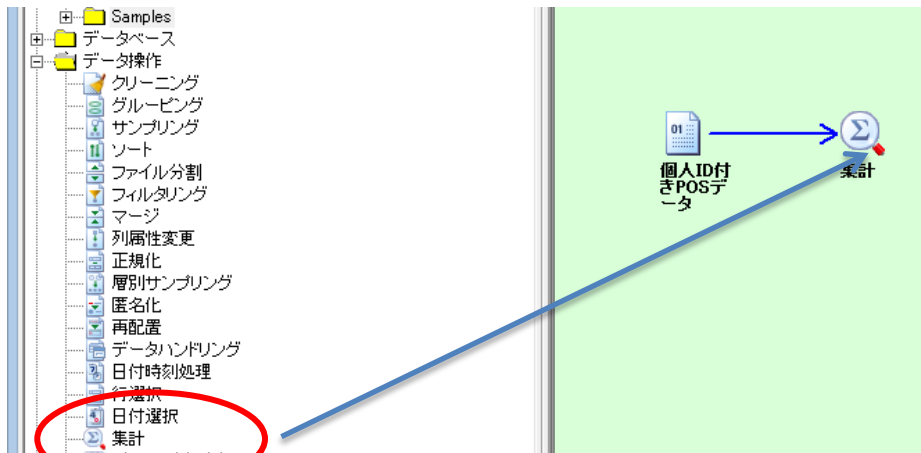 Samples
データベース
データ操作
クリーニング
グルーピング
サンプリング
ソート
ファイル分割
フィルタリング
マージ
列属性変更
正規化
層別サンプリング
匿名化
再配置
データハンドリング
日付時刻処理
行選択
日付選択
集計
01
個人ID付
きPOSデ
ータ
Σ
集計